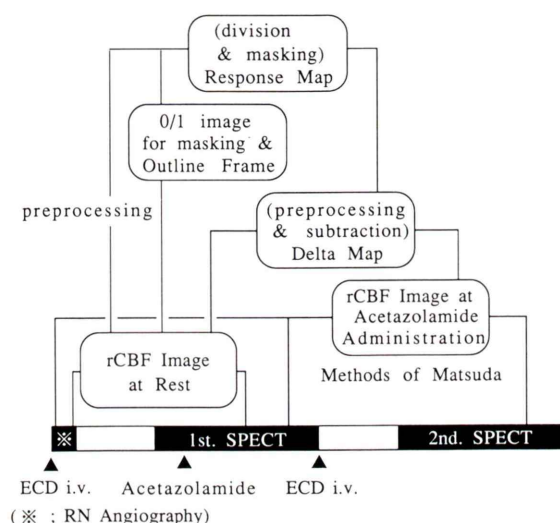 (division
& masking)
Response Map
0/1 image
for masking &
Outline Frame
preprocessing
(preprocessing
& subtraction)
Delta Map
rCBF Image at
Acetazolamide
Administration
rCBF Image
at Rest
Methods of Matsuda
※ 1st. SPECT 2nd. SPECT
ECD i.v. Acetazolamide ECD i.v.
(※ ; RN Angiography)